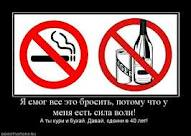 Я смог все это бросить, потому что у
меня есть сила воли!
А ты кури и бухай. Давай, сдохни в 40 лет!